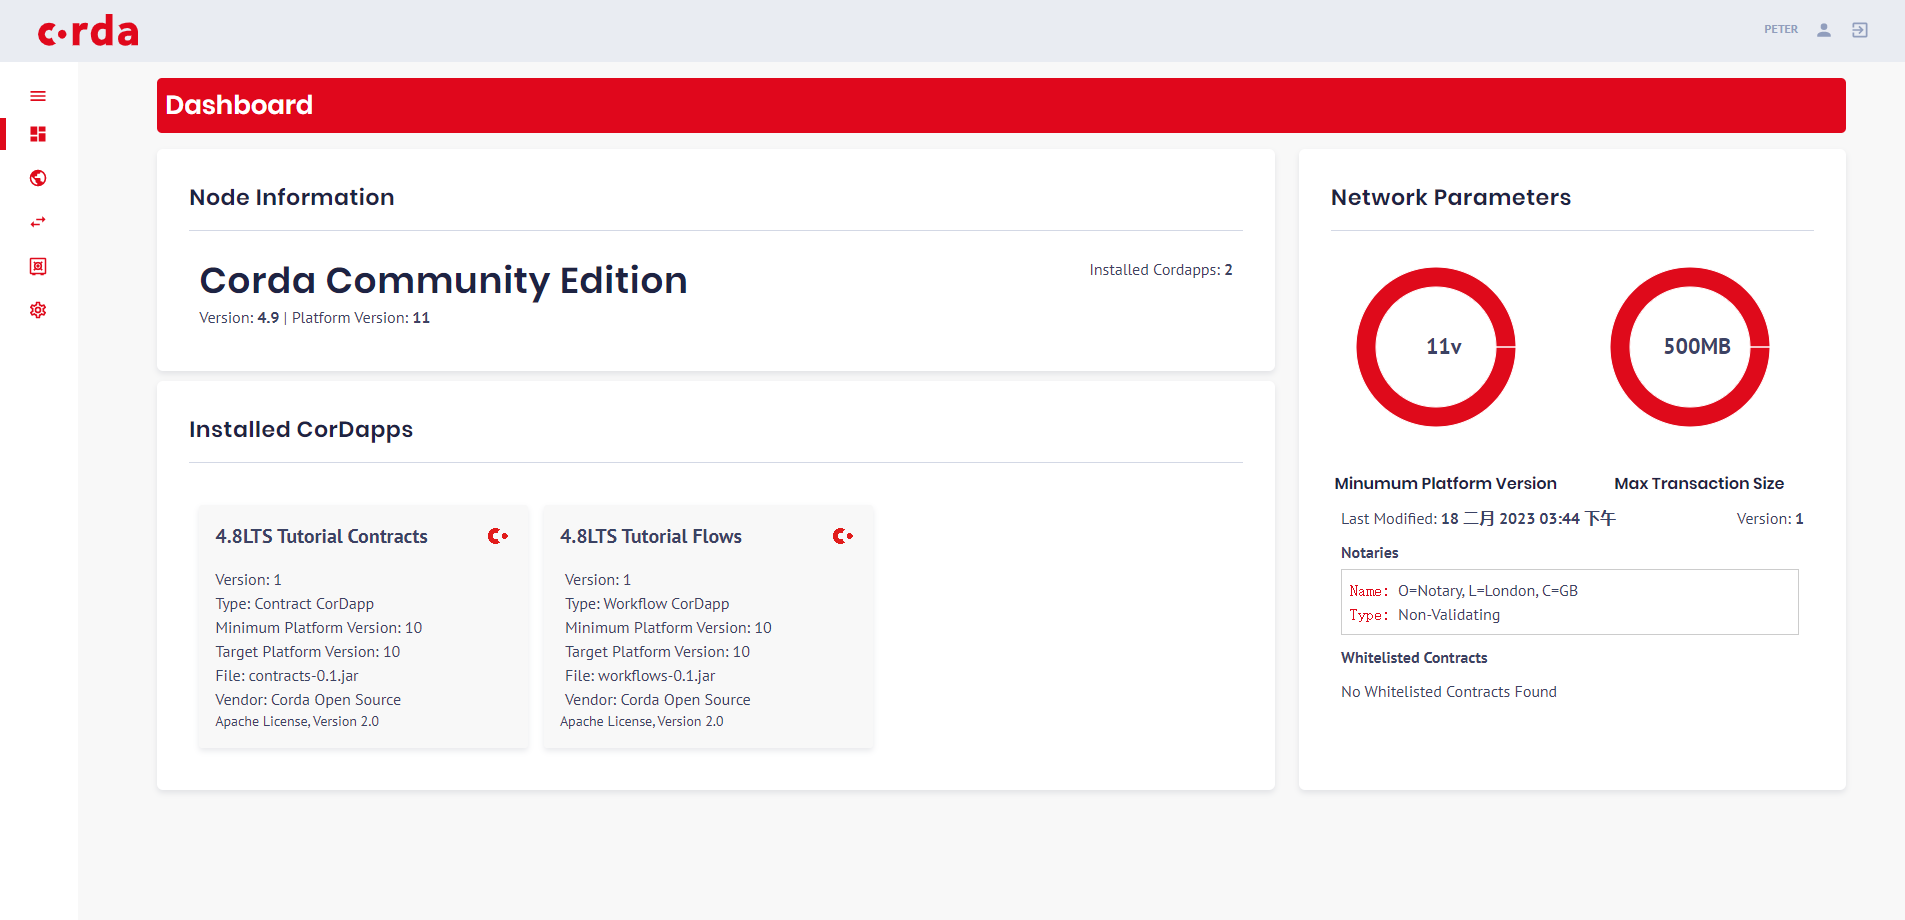 corda
PETER
Dashboard
Node Information
Corda Community Edition
Installed Cordapps: 2
Version: 4.9 | Platform Version: 11
Installed CorDapps
4.8LTS Tutorial Contracts
Version: 1
Type: Contract CorDapp
Minimum Platform Version: 10
Target Platform Version: 10
File: contracts-0.1.jar
Vendor: Corda Open Source
Apache License, Version 2.0
4.8LTS Tutorial Flows
Version: 1
Type: Workflow CorDapp
Minimum Platform Version: 10
Target Platform Version: 10
File: workflows-0.1.jar
Vendor: Corda Open Source
Apache License, Version 2.0
Network Parameters
11v
500MB
Minumum Platform Version
Max Transaction Size
Last Modified: 18 二月 2023 03:44 下午
Version: 1
Notaries
Name: O=Notary, L=London, C=GB
Type: Non-Validating
Whitelisted Contracts
No Whitelisted Contracts Found